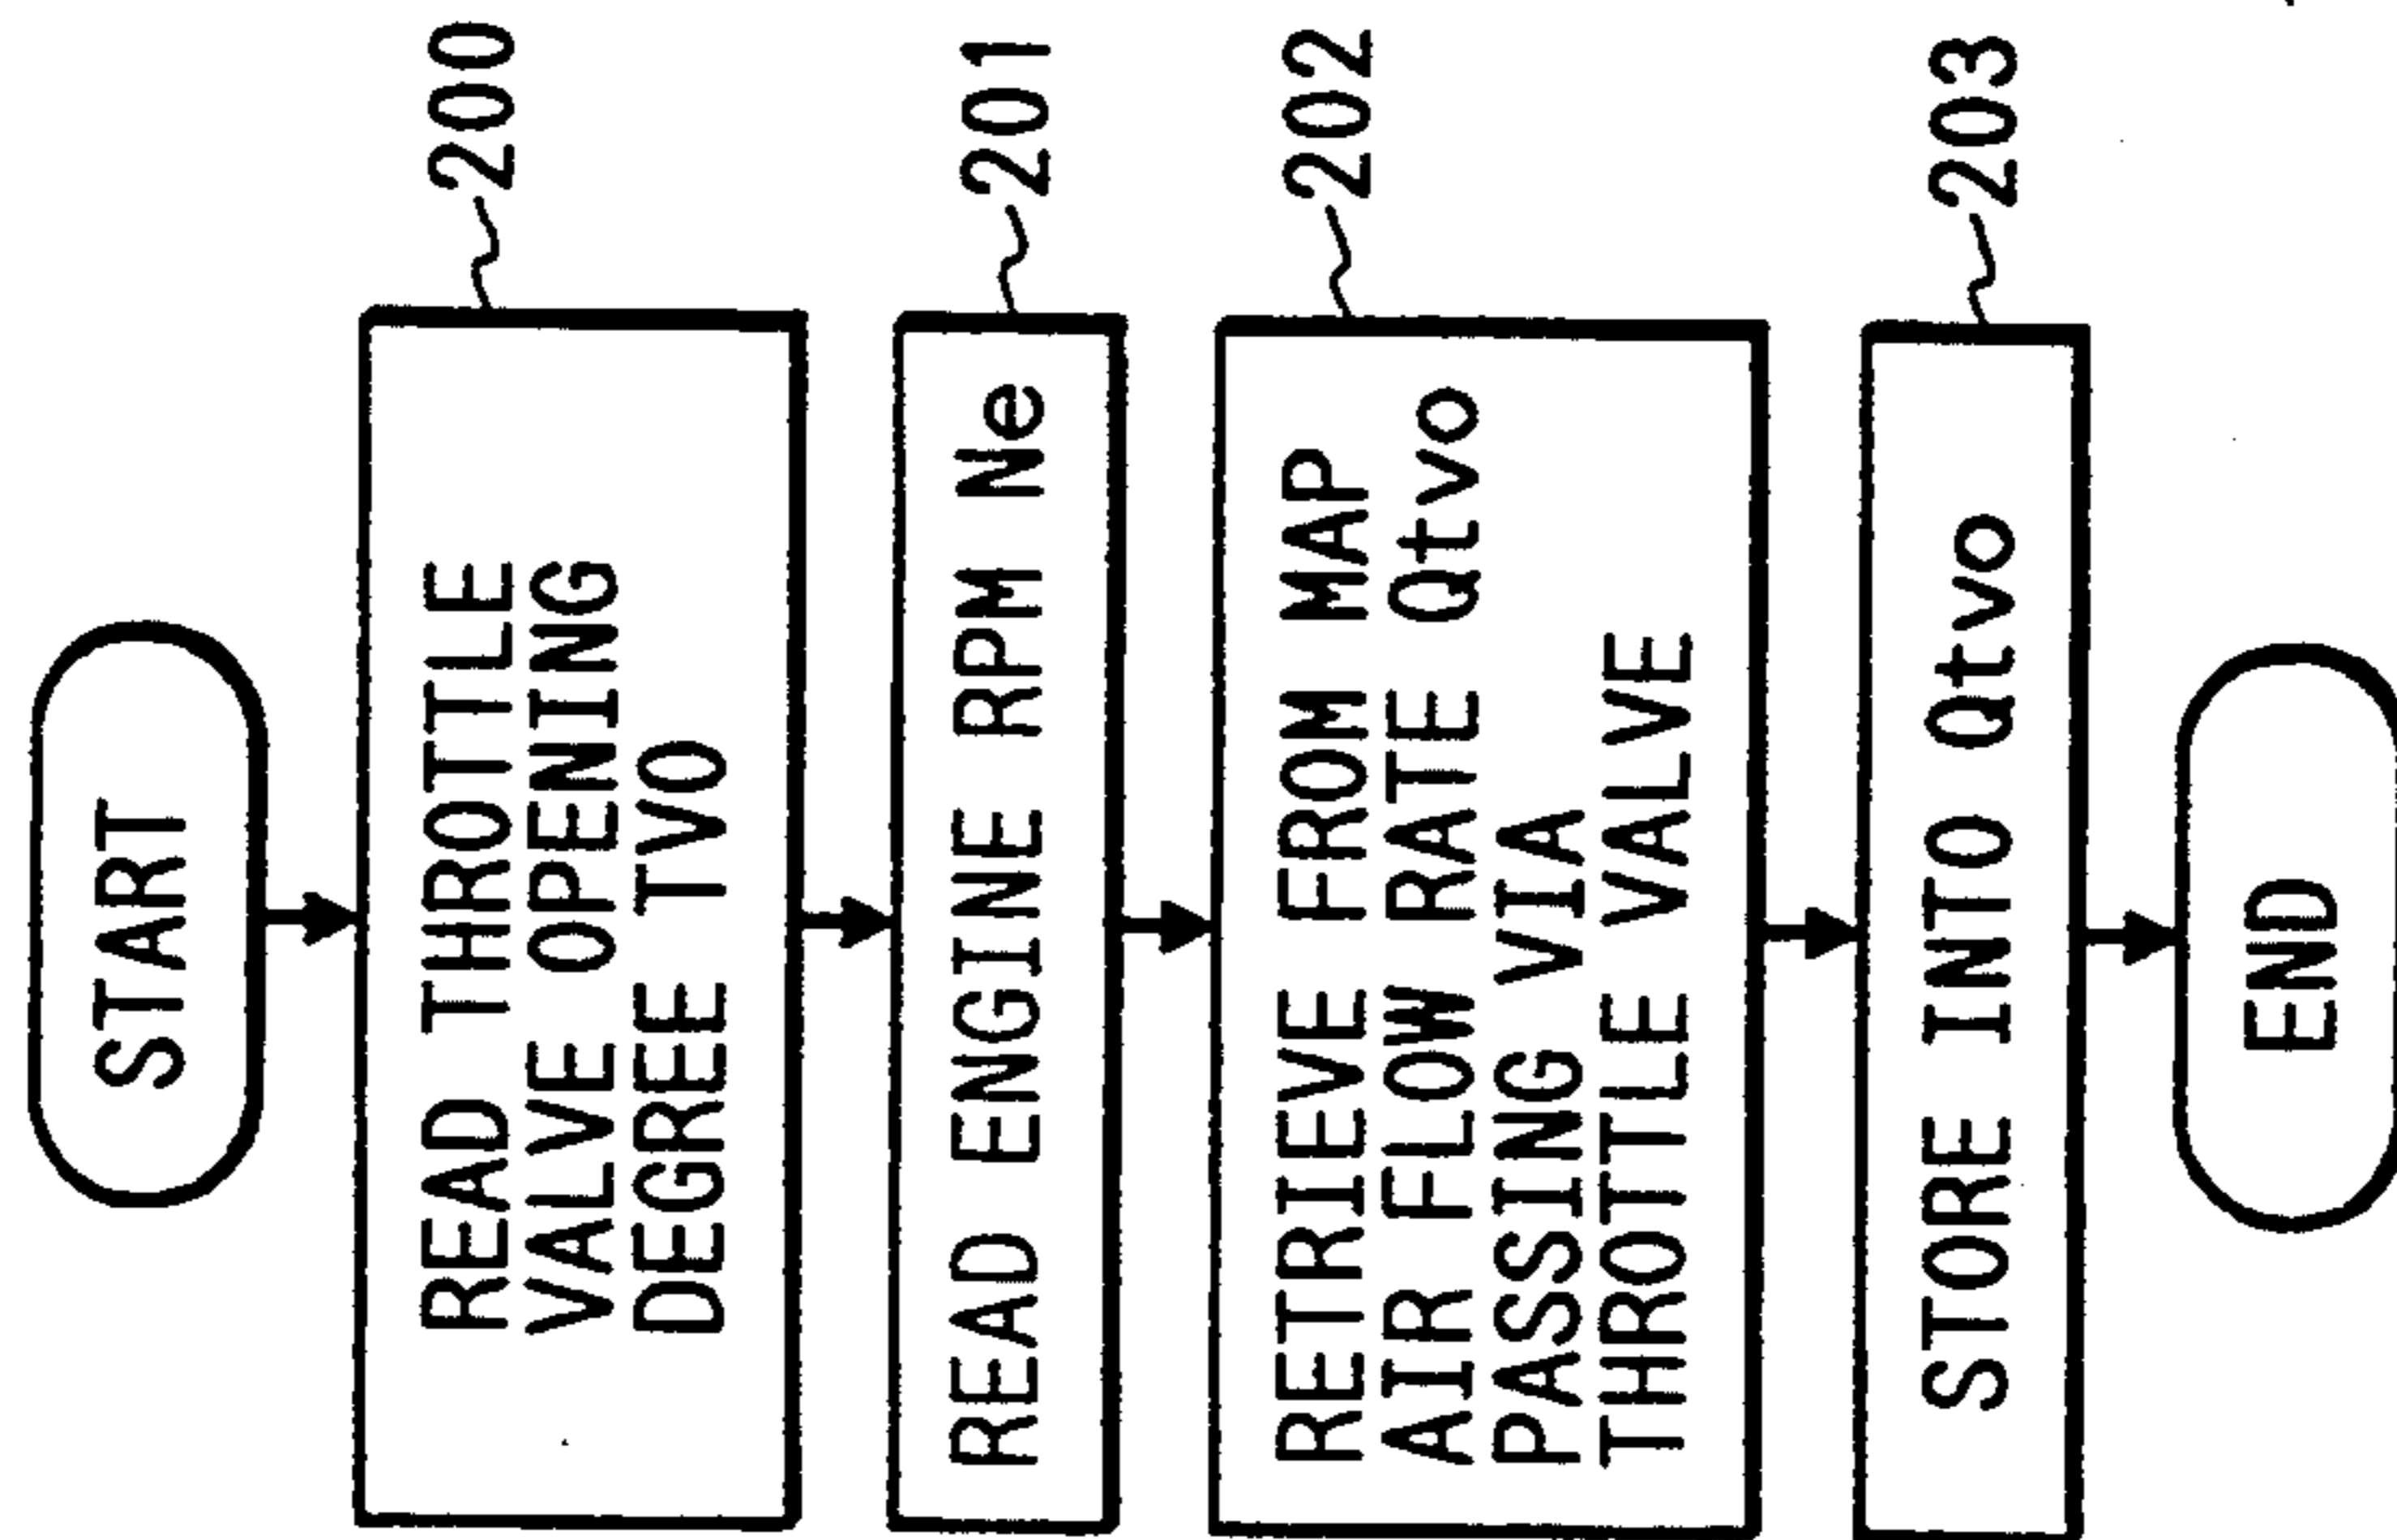 START
READ THROTTLE
VALVE OPENING
DEGREE TVO
200
READ ENGINE RPM Ne
201
RETRIEVE FROM MAP
AIR FLOW RATE Qtvo
PASSING VIA
THROTTLE VALVE
202
STORE INTO Qtvo
203
END